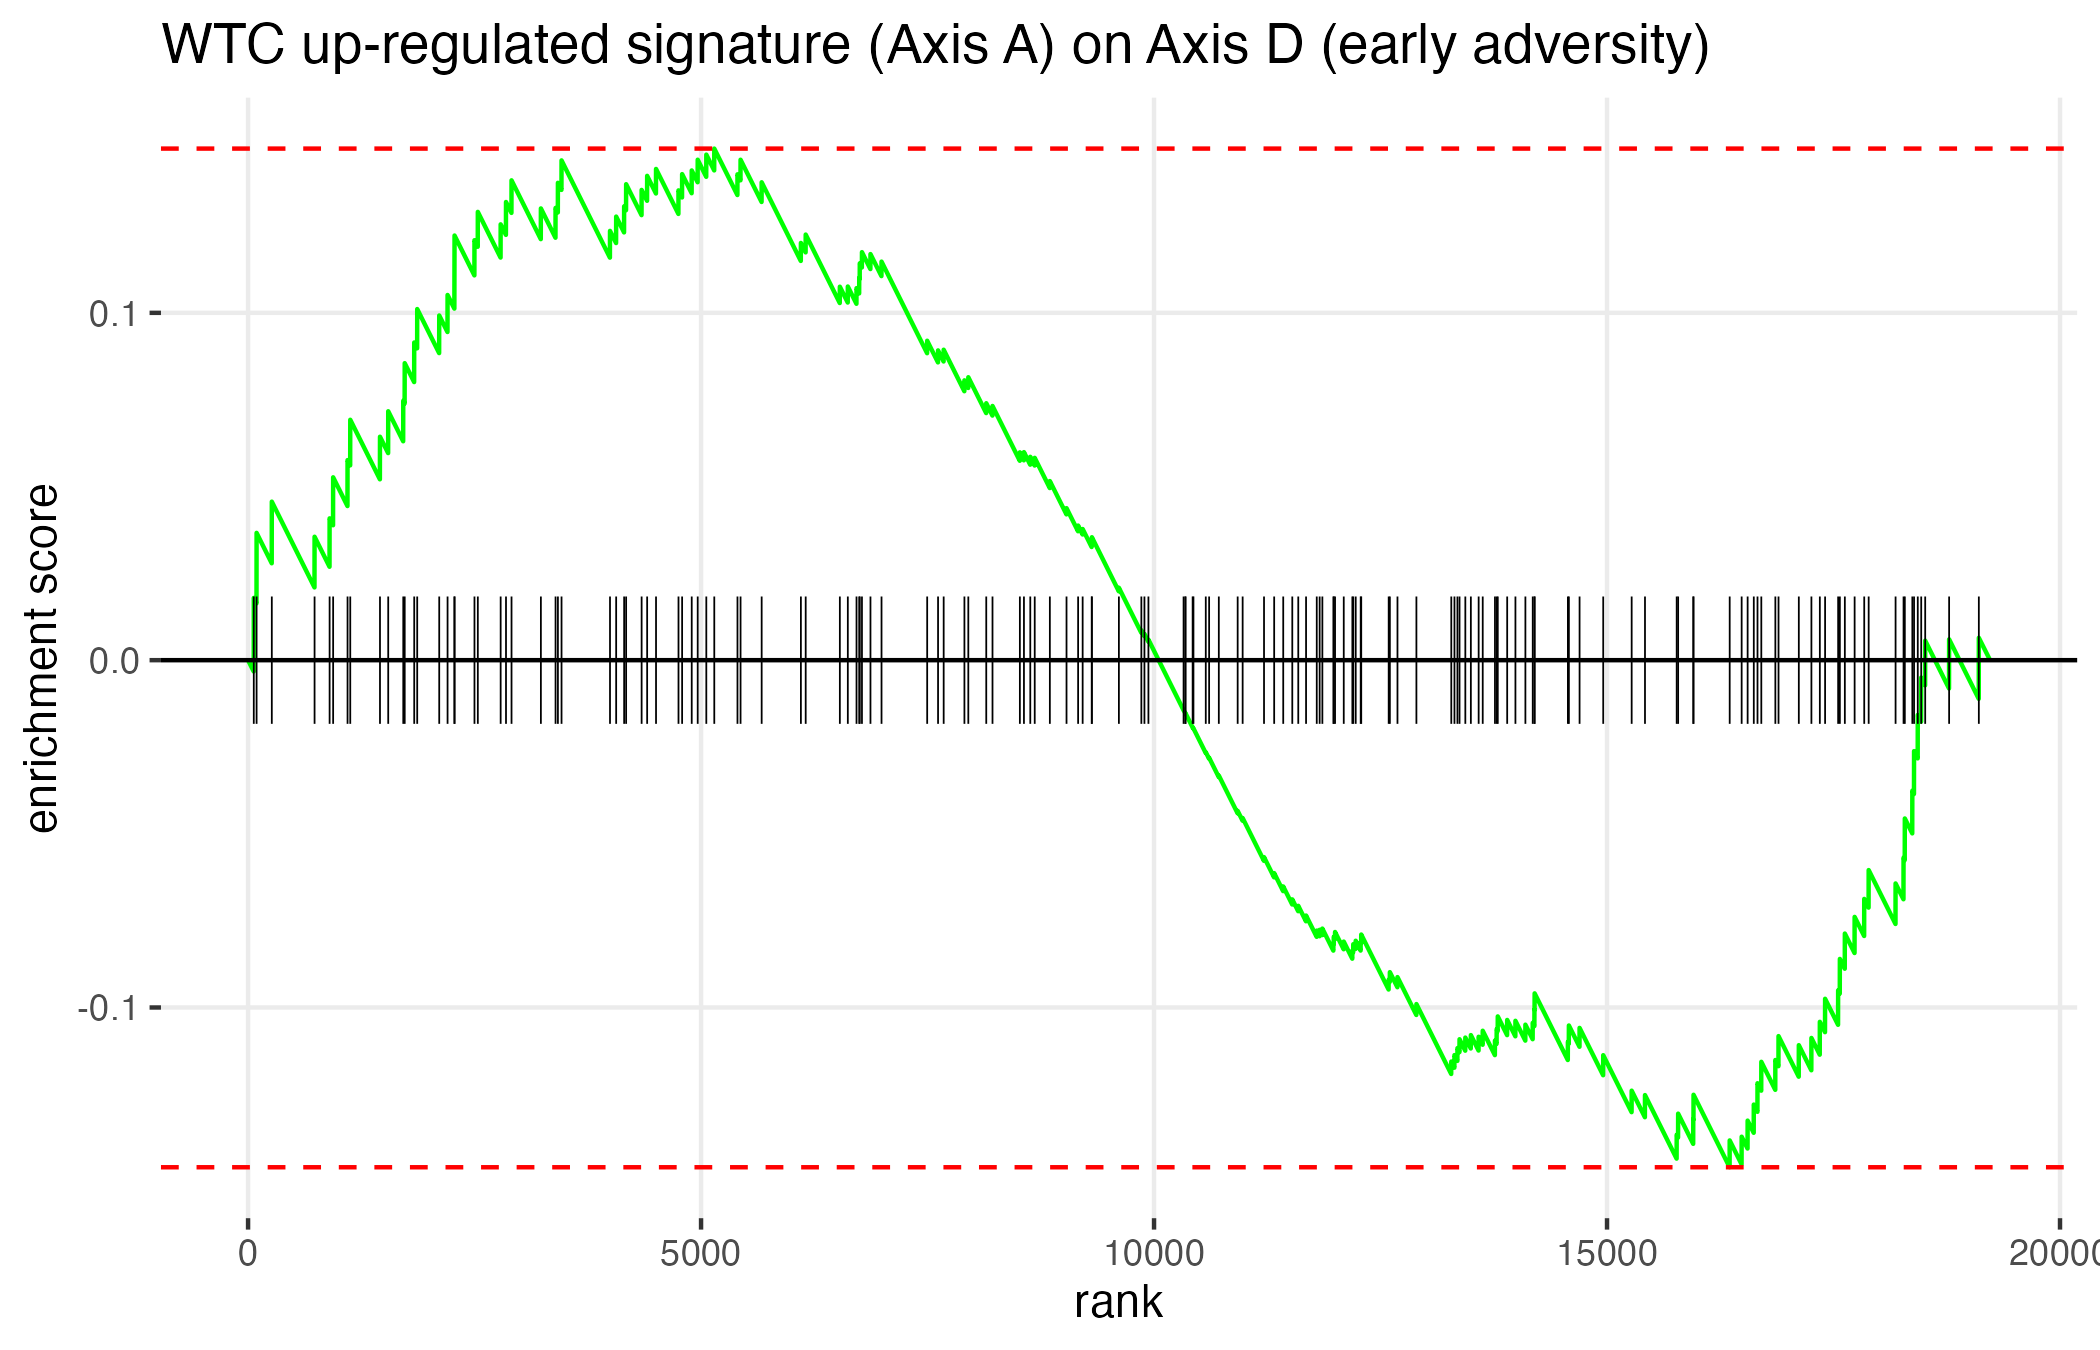 WTC up-regulated signature (Axis A) on Axis D (early adversity)
enrichment score
0.1
0.0
-0.1
0 5000 10000 15000 20000
rank